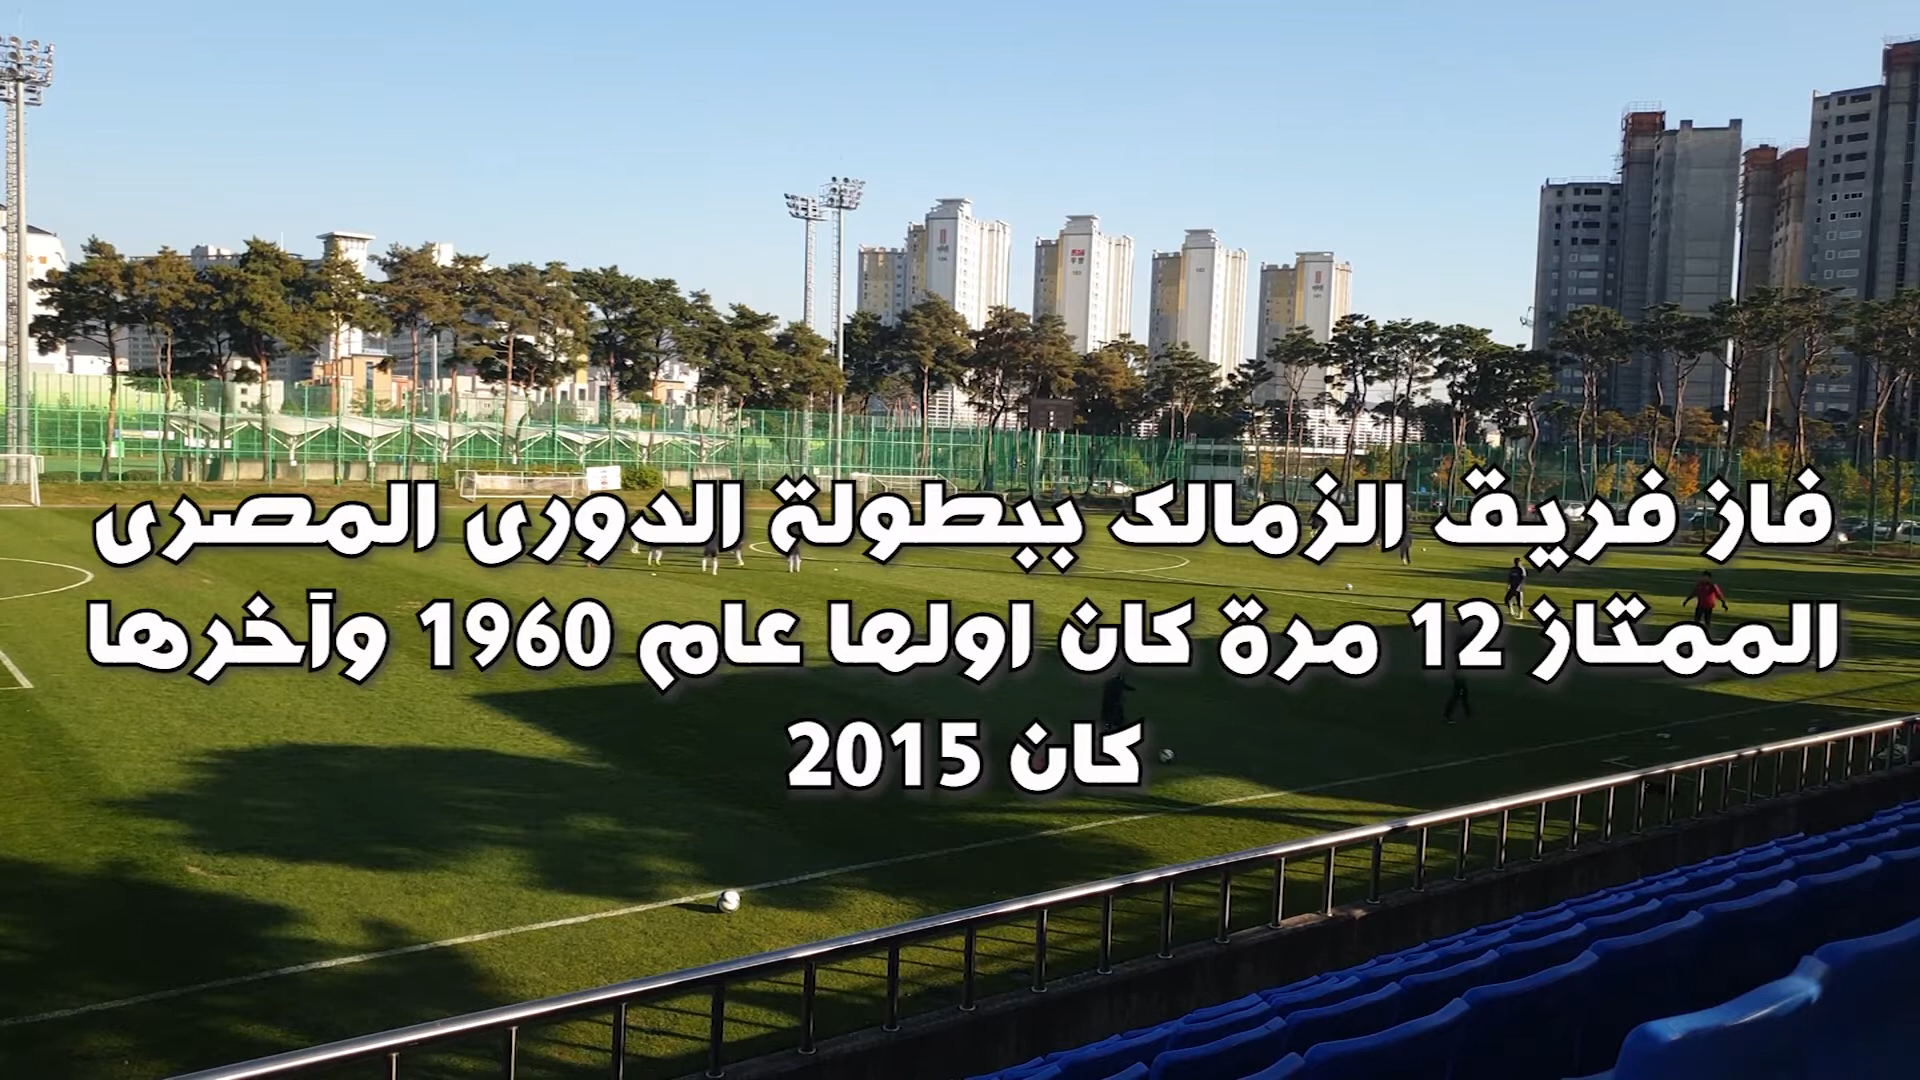 فاز فريق الزمالك ببطولة الدورى المصرى
الممتاز 12 مرة كان اولها عام 1960 وآخرها
كان 2015